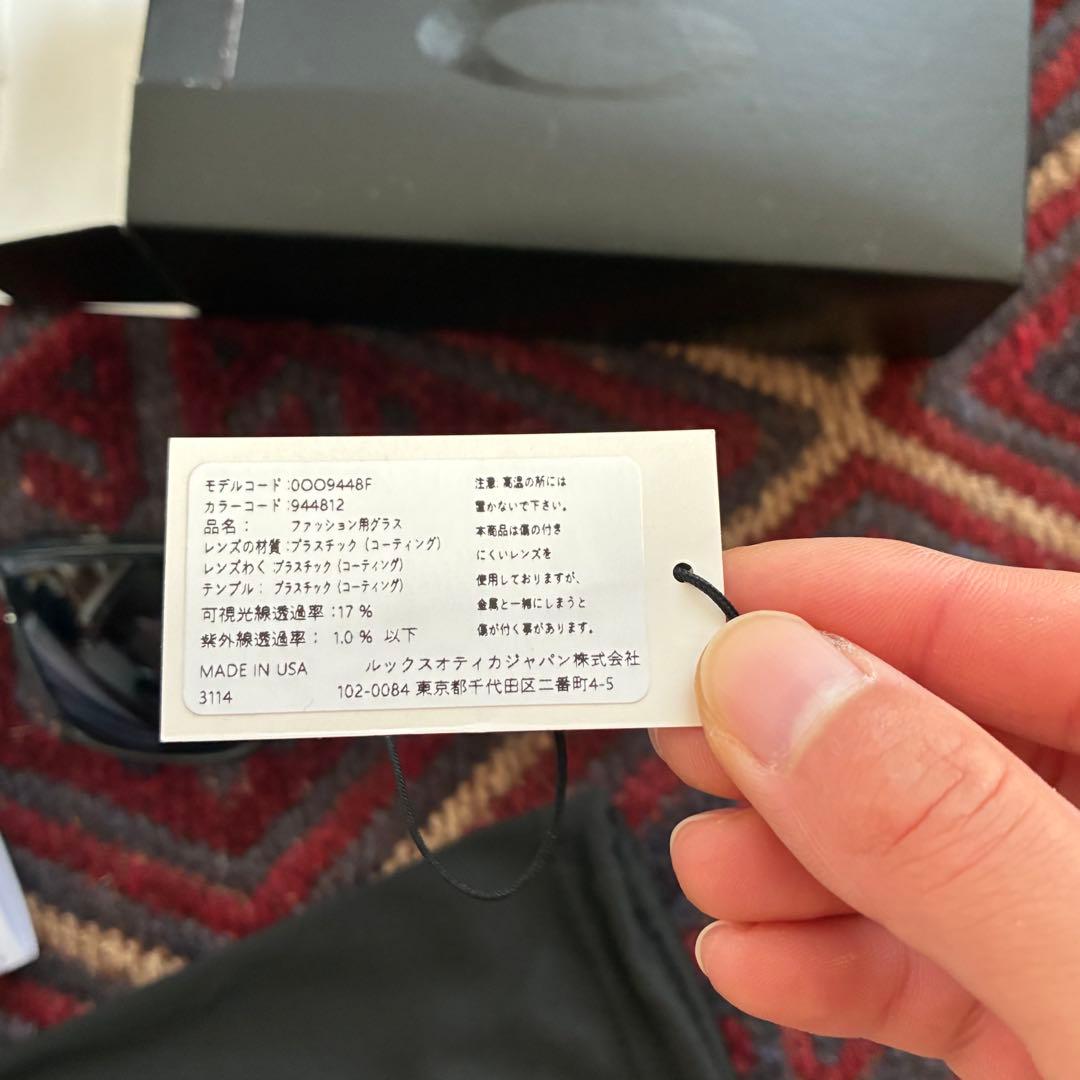 モデルコード:0OO9448F
カラーコード:944812
品名: ファッション用グラス
レンズの材質:プラスチック (コーティング)
レンズわく:プラスチック (コーティング)
テンプル: プラスチック (コーティング)
可視光線透過率:17 %
紫外線透過率: 1.0 % 以下
MADE IN USA
3114
注意: 高温の所には
置かないで下さい。
本商品は傷の付き
にくいレンズを
使用しておりますが、
金属と一緒にしまうと
傷が付く事があります。
ルックスオティカジャパン株式会社
102-0084 東京都千代田区二番町4-5